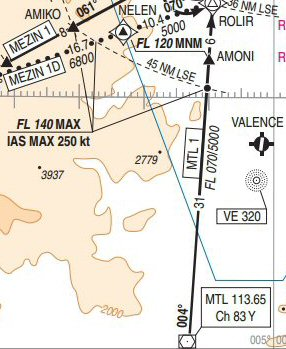 AMIKO
061°
NELEN
070°
36 NM LSE
ROLIR
10,4
5000
MEZIN 1
8
FL 120 MNM
AMONI
MEZIN 1D
16,7
6800
45 NM LSE
FL 140 MAX
IAS MAX 250 kt
VALENCE
2779
3937
MTL 1
FL 070/5000
31
VE 320
2000
004°
MTL 113.65
Ch 83 Y
005°